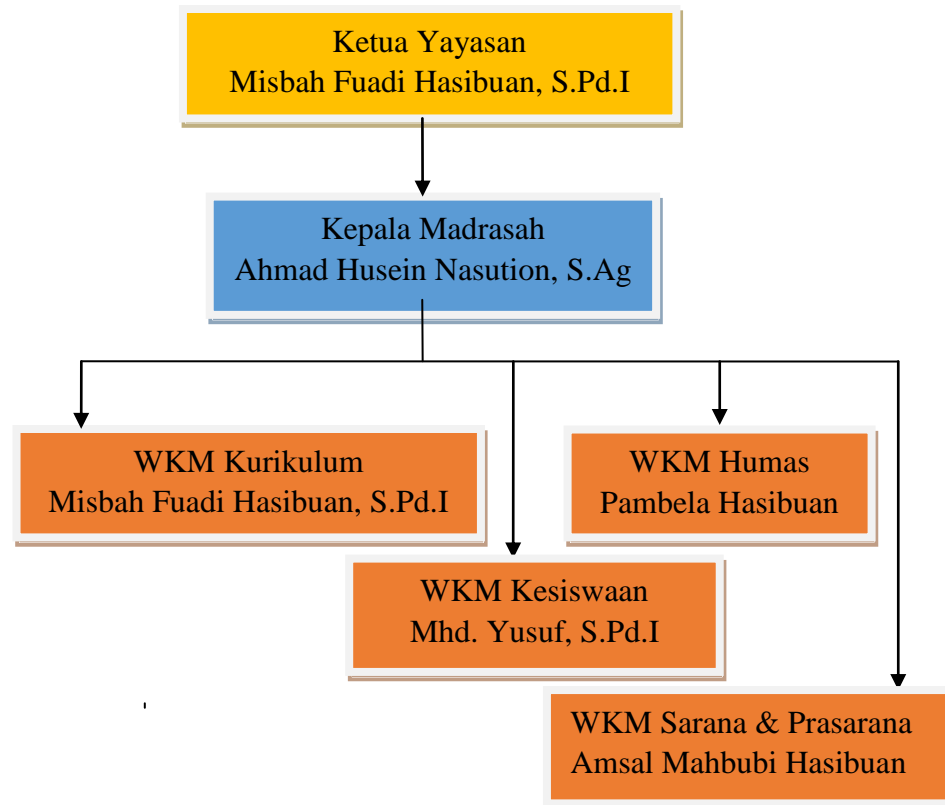 Ketua Yayasan
Misbah Fuadi Hasibuan, S.Pd.I
Kepala Madrasah
Ahmad Husein Nasution, S.Ag
WKM Kurikulum
Misbah Fuadi Hasibuan, S.Pd.I
WKM Humas
Pambela Hasibuan
WKM Kesiswaan
Mhd. Yusuf, S.Pd.I
WKM Sarana & Prasarana
Amsal Mahbubi Hasibuan